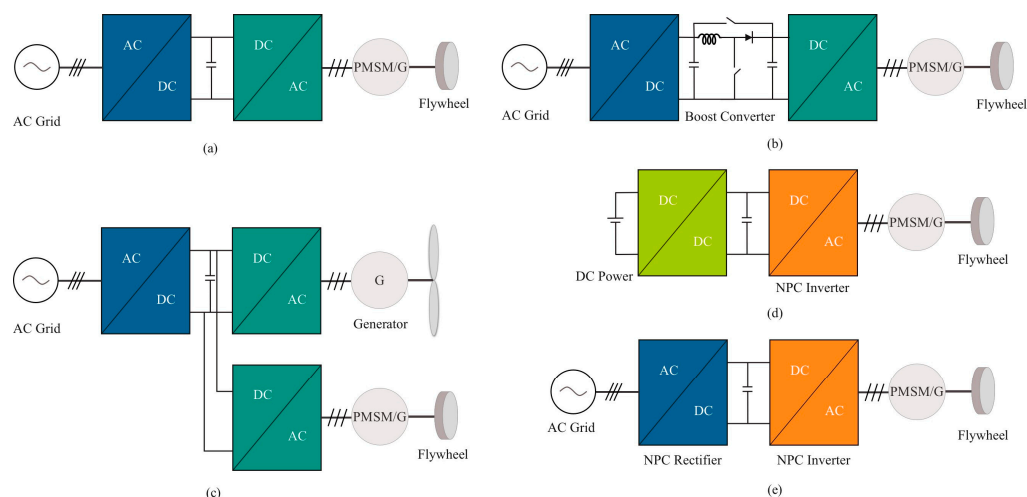 AC
DC
DC
AC
PMSM/G
Flywheel
AC Grid
(a)
AC
DC
Boost Converter
DC
AC
PMSM/G
Flywheel
AC Grid
(b)
AC
DC
DC
AC
G
Generator
AC Grid
DC
AC
PMSM/G
Flywheel
(c)
DC
DC
DC Power
DC
AC
NPC Inverter
PMSM/G
Flywheel
(d)
AC Grid
AC
DC
NPC Rectifier
DC
AC
NPC Inverter
PMSM/G
Flywheel
(e)